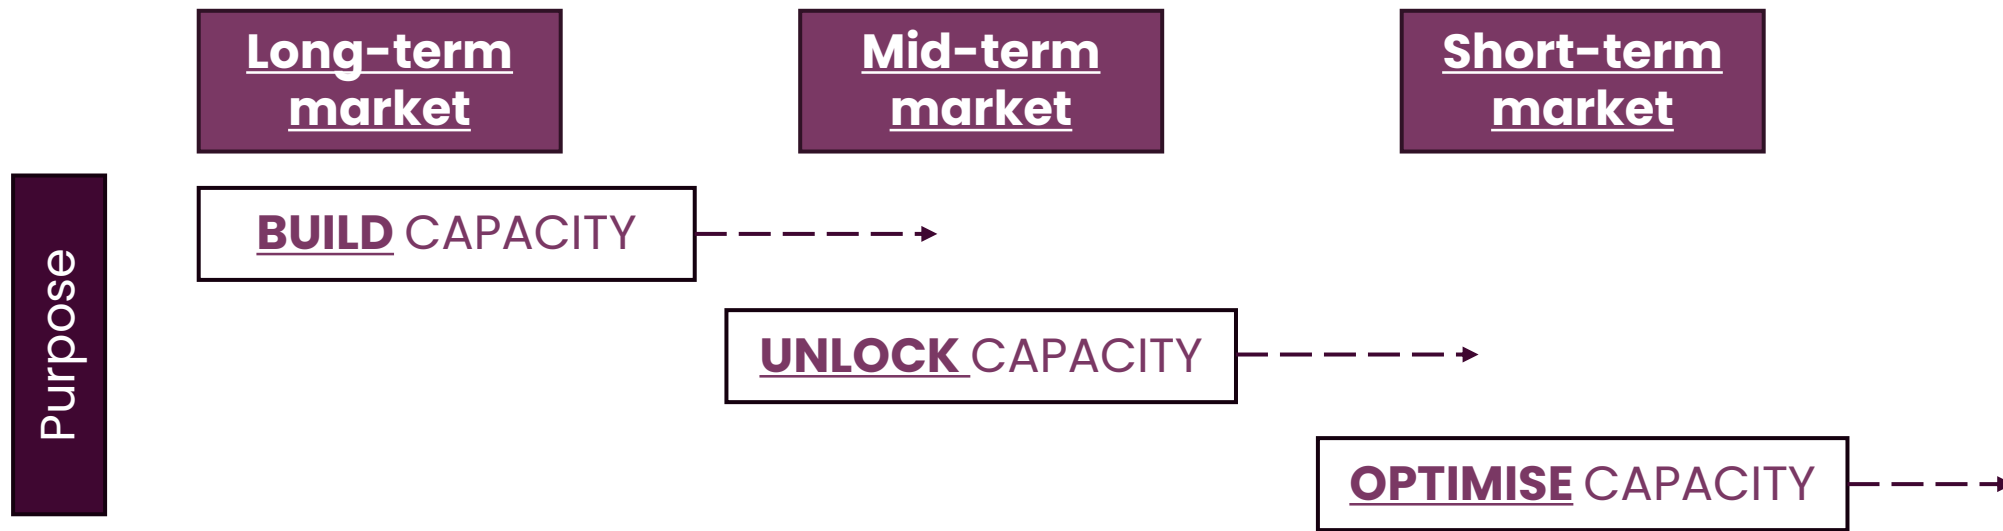 Long-term
market
Mid-term
market
Short-term
market
Purpose
BUILD CAPACITY
UNLOCK CAPACITY
OPTIMISE CAPACITY